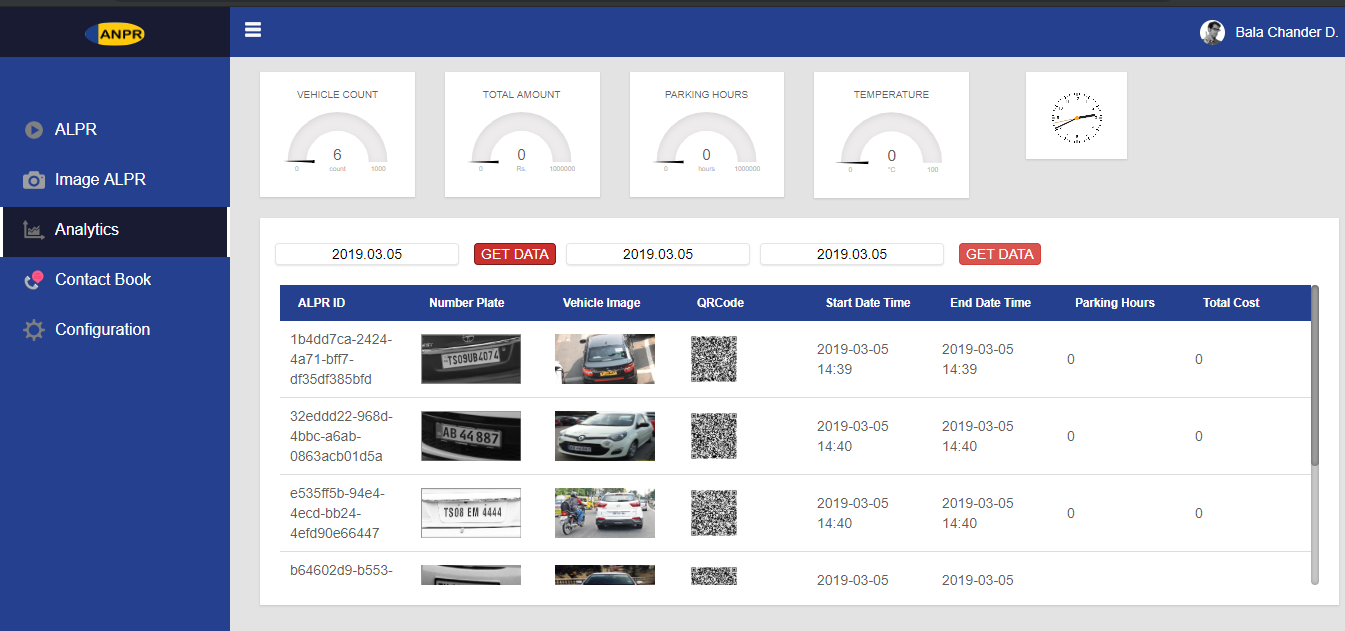 ANPR
Bala Chander D.
ALPR
Image ALPR
Analytics
Contact Book
Configuration
VEHICLE COUNT
6
0 count 1000
TOTAL AMOUNT
0
0 Rs. 1000000
PARKING HOURS
0
0 hours 1000000
TEMPERATURE
0
0 °C 100
2019.03.05 GET DATA 2019.03.05 2019.03.05 GET DATA
ALPR ID Number Plate Vehicle Image QRCode Start Date Time End Date Time Parking Hours Total Cost
1b4dd7ca-2424-
4a71-bff7-
df35df385bfd
TS09UB4074
2019-03-05
14:39
2019-03-05
14:39
0
0
32eddd22-968d-
4bbc-a6ab-
0863acb01d5a
AB 44887
2019-03-05
14:40
2019-03-05
14:40
0
0
e535ff5b-94e4-
4ecd-bb24-
4efd90e66447
TS08 EM 4444
2019-03-05
14:40
2019-03-05
14:40
0
0
b64602d9-b553-
2019-03-05
2019-03-05